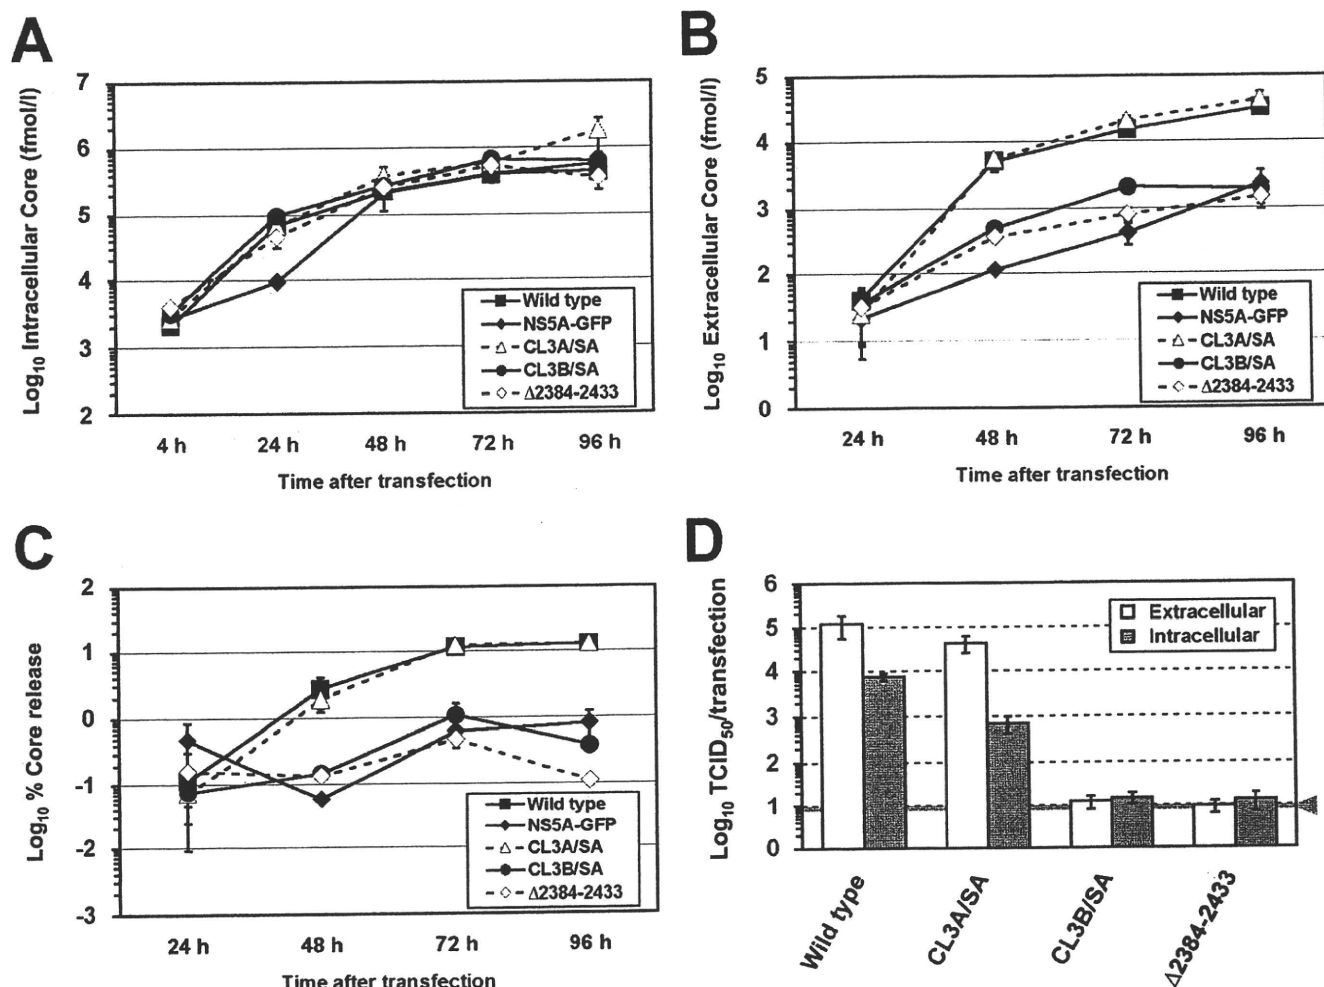 A
Log10 Intracellular Core (fmol/l)
7
6
5
4
3
2
4 h 24 h 48 h 72 h 96 h
Time after transfection
Wild type
NS5A-GFP
CL3A/SA
CL3B/SA
Δ2384-2433
B
Log10 Extracellular Core (fmol/l)
5
4
3
2
1
0
24 h 48 h 72 h 96 h
Time after transfection
Wild type
NS5A-GFP
CL3A/SA
CL3B/SA
Δ2384-2433
C
Log10 % Core release
2
1
0
-1
-2
-3
24 h 48 h 72 h 96 h
Time after transfection
Wild type
NS5A-GFP
CL3A/SA
CL3B/SA
Δ2384-2433
D
Log10 TCID50/transfection
6
5
4
3
2
1
0
Extracellular
Intracellular
Wild type
CL3A/SA
CL3B/SA
Δ2384-2433